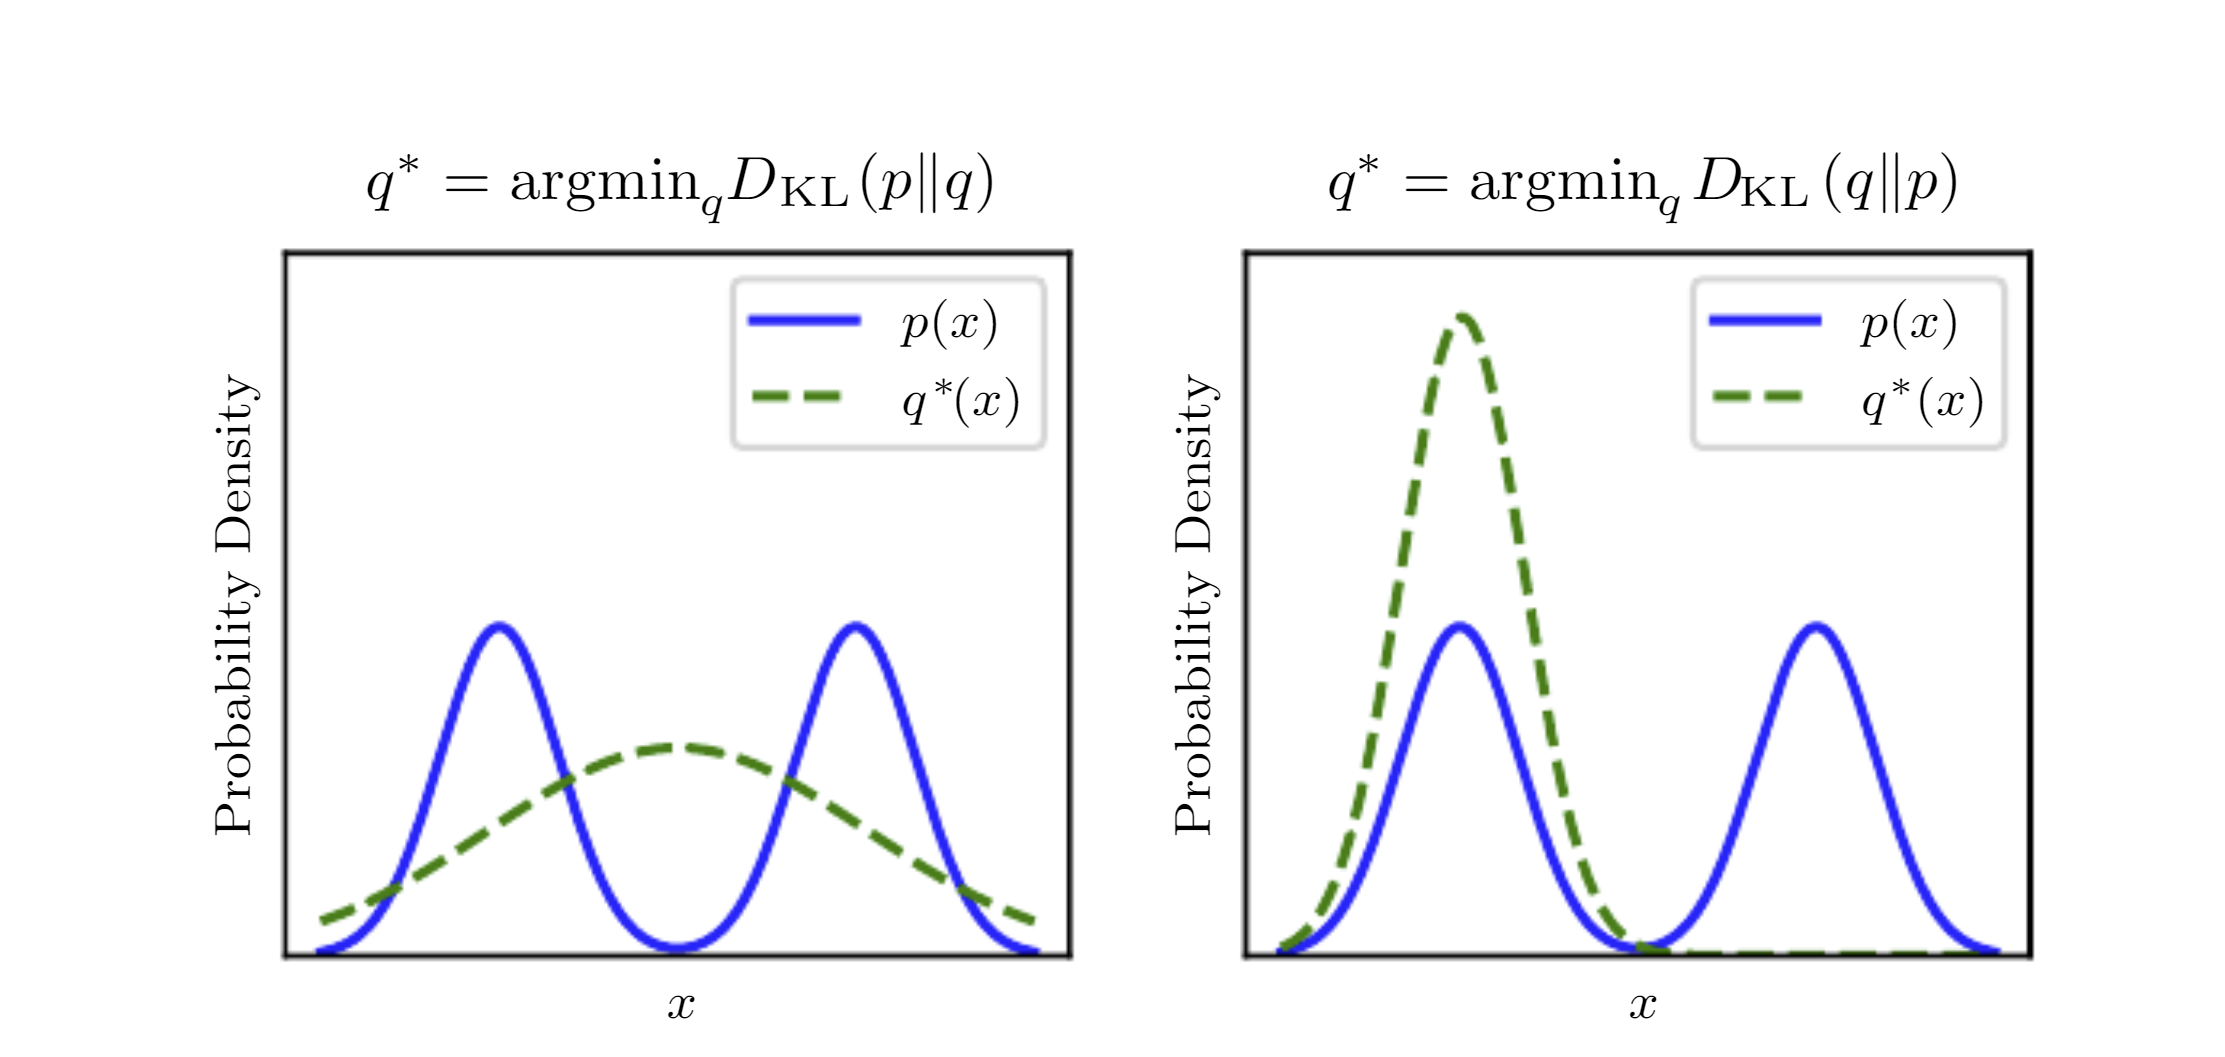 q* = argmin_q D_KL(p‖q)
p(x)
q*(x)
Probability Density
x
q* = argmin_q D_KL(q‖p)
p(x)
q*(x)
Probability Density
x